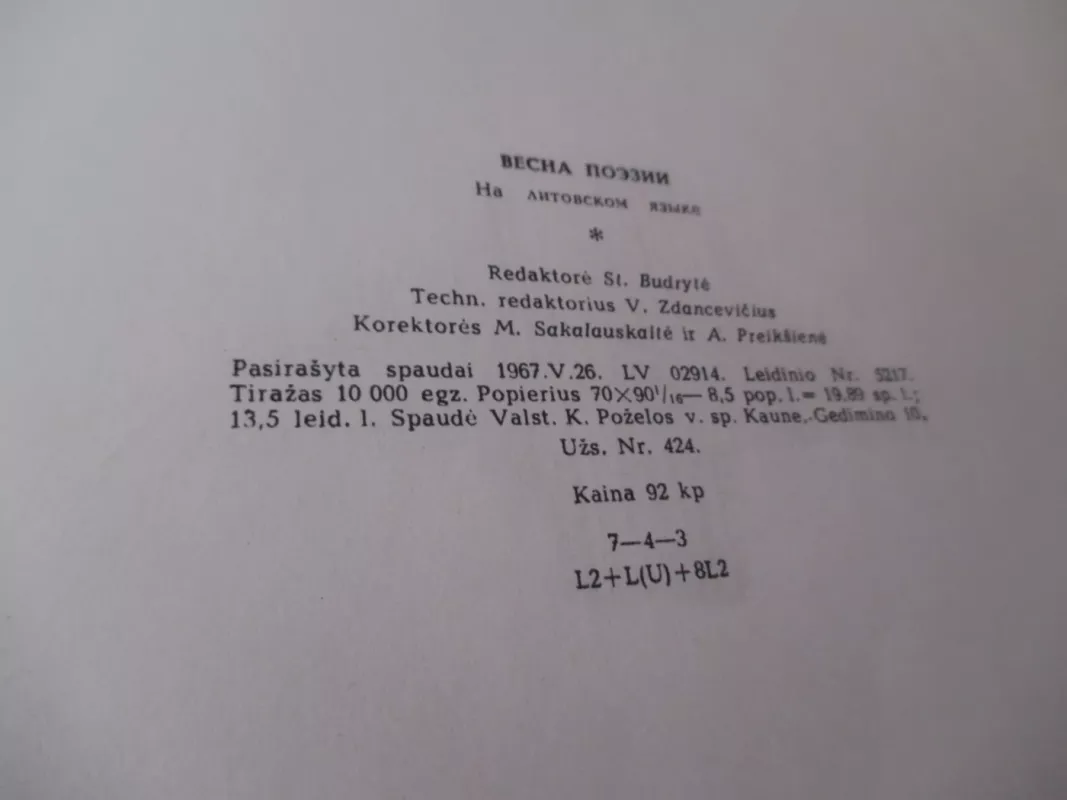 ВЕСНА ПОЭЗИИ
На литовском языке
*
Redaktorė St. Budrytė
Techn. redaktorius V. Zdancevičius
Korektorės M. Sakalauskaitė ir A. Preikšienė
Pasirašyta spaudai 1967.V.26. LV 02914. Leidinio Nr. 5217.
Tiražas 10 000 egz. Popierius 70×90¹/₁₆— 8,5 pop. l.= 19,89 sp. l.;
13,5 leid. l. Spaudė Valst. K. Poželos v. sp. Kaune, Gedimino 10.
Užs. Nr. 424.
Kaina 92 kp
7—4—3
L2+L(U)+8L2